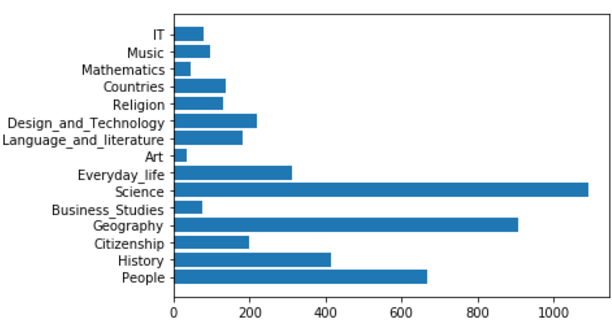 IT
Music
Mathematics
Countries
Religion
Design_and_Technology
Language_and_literature
Art
Everyday_life
Science
Business_Studies
Geography
Citizenship
History
People
0 200 400 600 800 1000